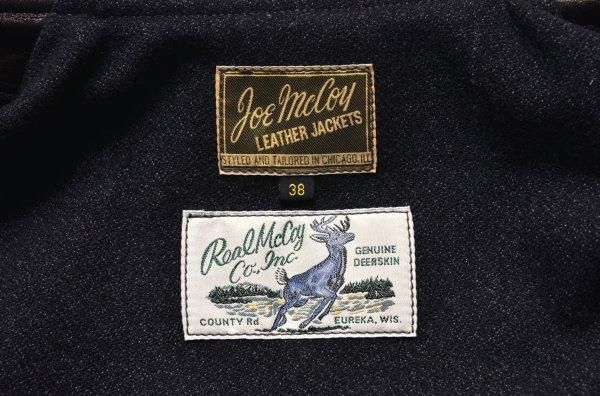 Joe McCoy
LEATHER JACKETS
STYLED AND TAILORED IN CHICAGO, ILL
38
Real McCoy
Co., Inc.
GENUINE
DEERSKIN
COUNTY Rd
EUREKA, WIS.